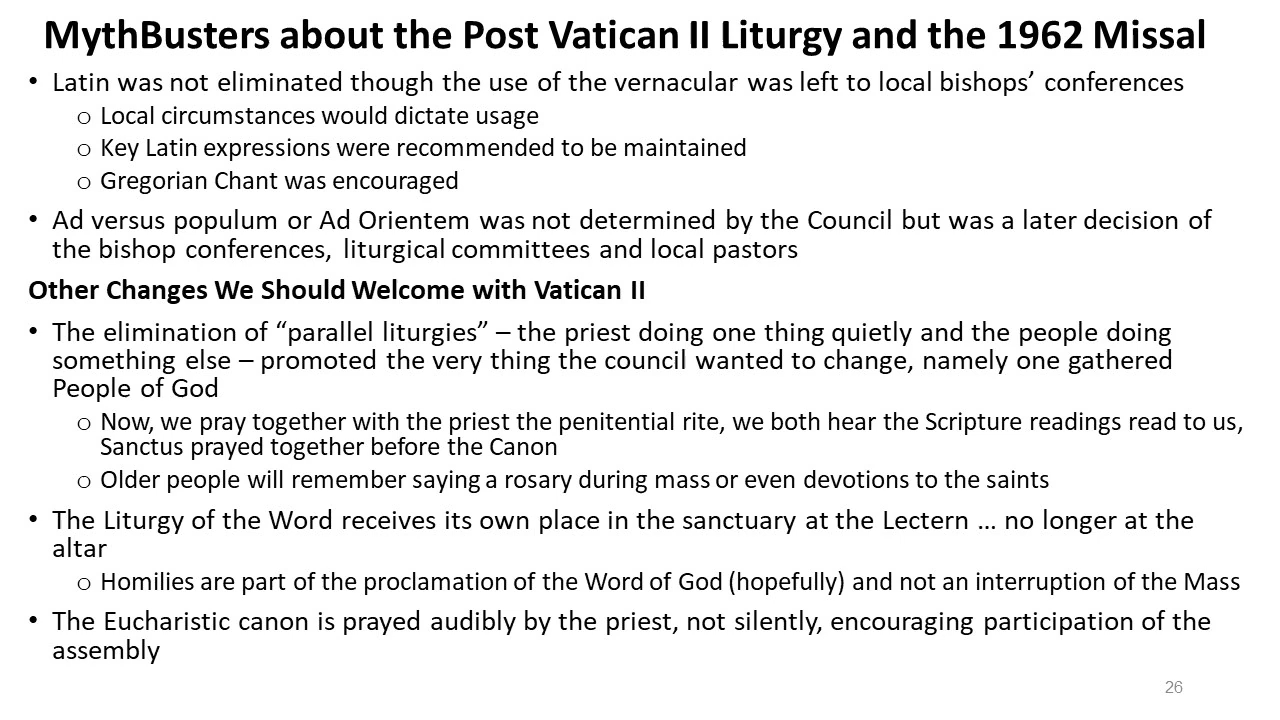 MythBusters about the Post Vatican II Liturgy and the 1962 Missal
• Latin was not eliminated though the use of the vernacular was left to local bishops’ conferences
o Local circumstances would dictate usage
o Key Latin expressions were recommended to be maintained
o Gregorian Chant was encouraged
• Ad versus populum or Ad Orientem was not determined by the Council but was a later decision of
the bishop conferences, liturgical committees and local pastors
Other Changes We Should Welcome with Vatican II
• The elimination of “parallel liturgies” – the priest doing one thing quietly and the people doing
something else – promoted the very thing the council wanted to change, namely one gathered
People of God
o Now, we pray together with the priest the penitential rite, we both hear the Scripture readings read to us,
Sanctus prayed together before the Canon
o Older people will remember saying a rosary during mass or even devotions to the saints
• The Liturgy of the Word receives its own place in the sanctuary at the Lectern … no longer at the
altar
o Homilies are part of the proclamation of the Word of God (hopefully) and not an interruption of the Mass
• The Eucharistic canon is prayed audibly by the priest, not silently, encouraging participation of the
assembly
26